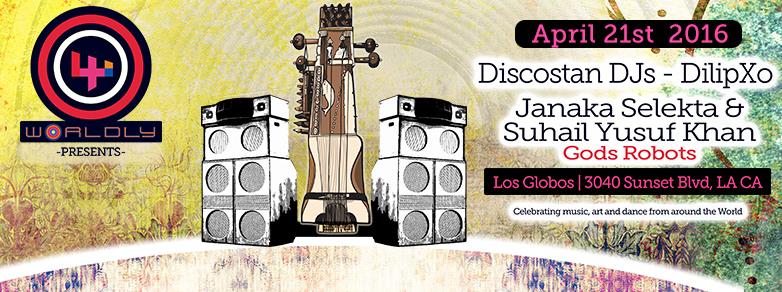 4
WORLDLY
-PRESENTS-
April 21st 2016
Discostan DJs - DilipXo
Janaka Selekta &
Suhail Yusuf Khan
Gods Robots
Los Globos | 3040 Sunset Blvd, LA CA
Celebrating music, art and dance from around the World